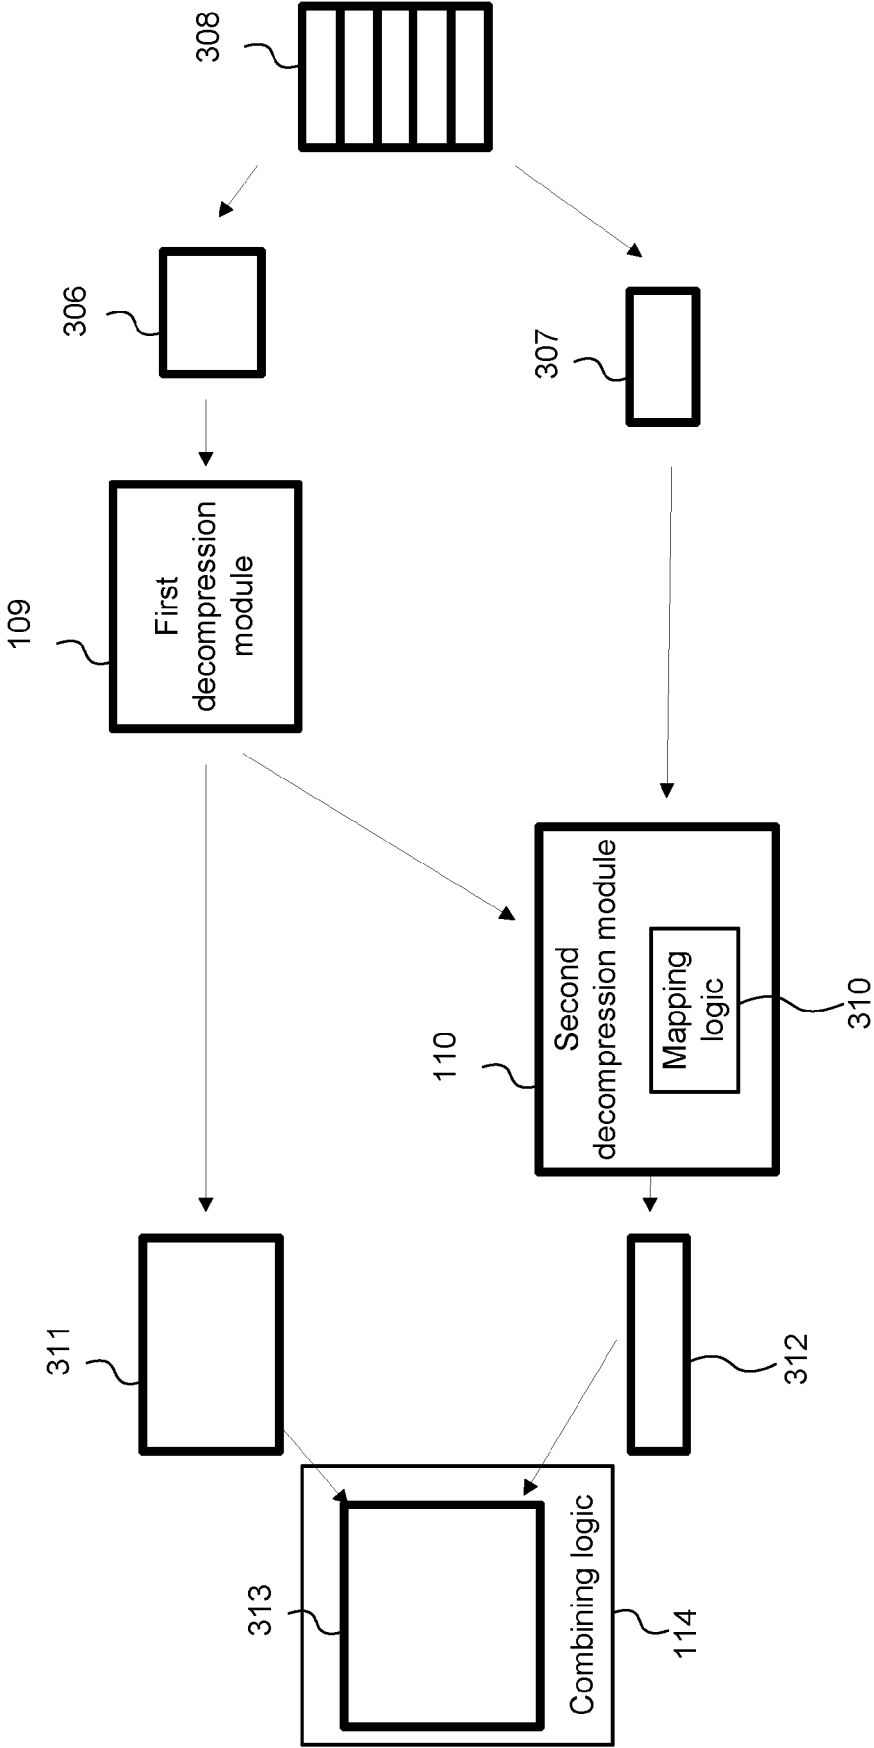 308
306
307
109
First
decompression
module
110
Second
decompression module
Mapping
logic
310
311
312
313
Combining logic
114